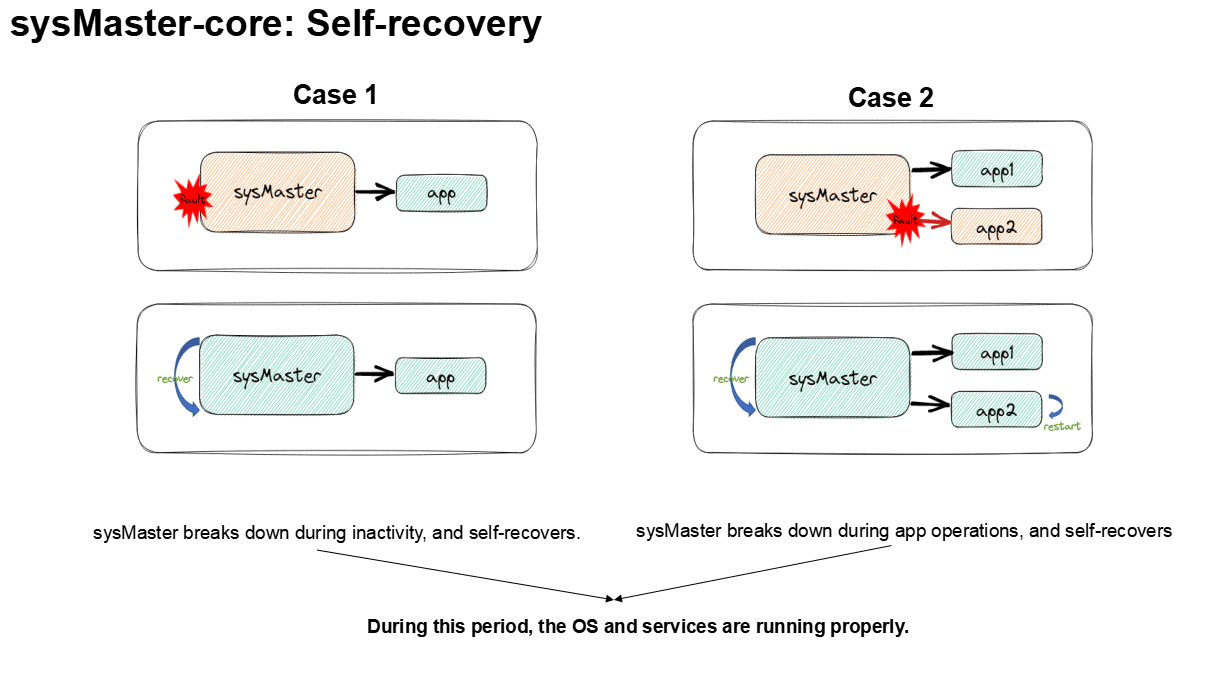 sysMaster-core: Self-recovery
Case 1
Case 2
fault
sysMaster
app
sysMaster
fault
app1
app2
recover
sysMaster
app
recover
sysMaster
app1
app2
restart
sysMaster breaks down during inactivity, and self-recovers.
sysMaster breaks down during app operations, and self-recovers
During this period, the OS and services are running properly.